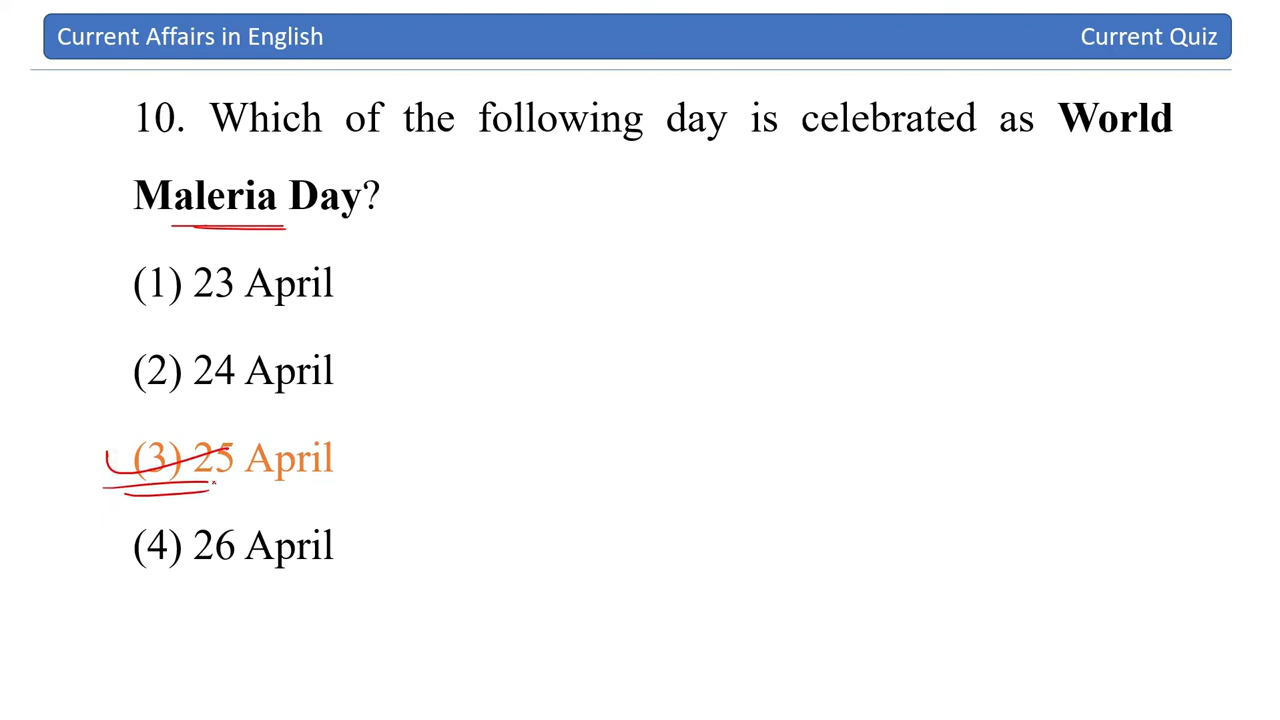 Current Affairs in English Current Quiz
10. Which of the following day is celebrated as World
Maleria Day?
(1) 23 April
(2) 24 April
(3) 25 April
(4) 26 April